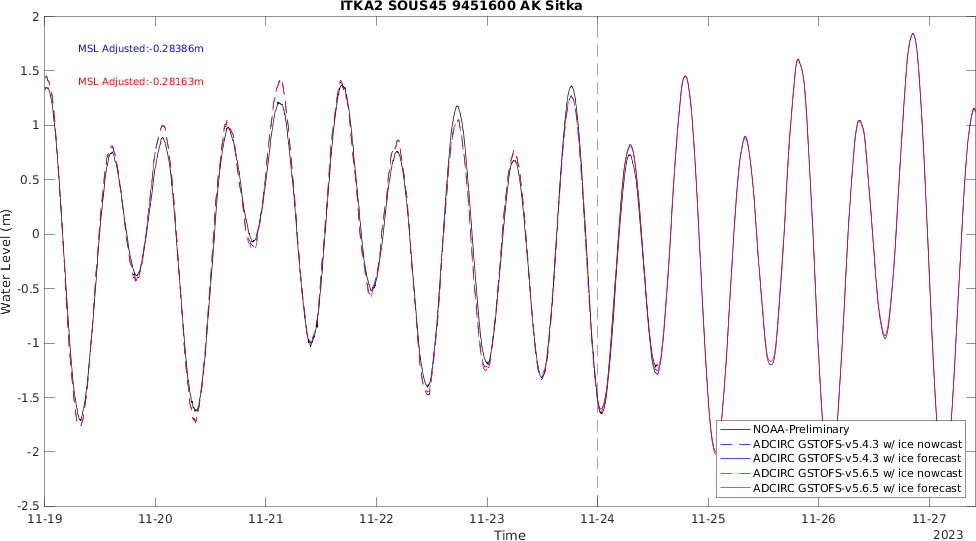 ITKA2 SOUS45 9451600 AK Sitka
MSL Adjusted:-0.28386m
MSL Adjusted:-0.28163m
2
1.5
1
0.5
0
-0.5
-1
-1.5
-2
-2.5
Water Level (m)
NOAA-Preliminary
ADCIRC GSTOFS-v5.4.3 w/ ice nowcast
ADCIRC GSTOFS-v5.4.3 w/ ice forecast
ADCIRC GSTOFS-v5.6.5 w/ ice nowcast
ADCIRC GSTOFS-v5.6.5 w/ ice forecast
11-19 11-20 11-21 11-22 11-23 11-24 11-25 11-26 11-27
Time
2023